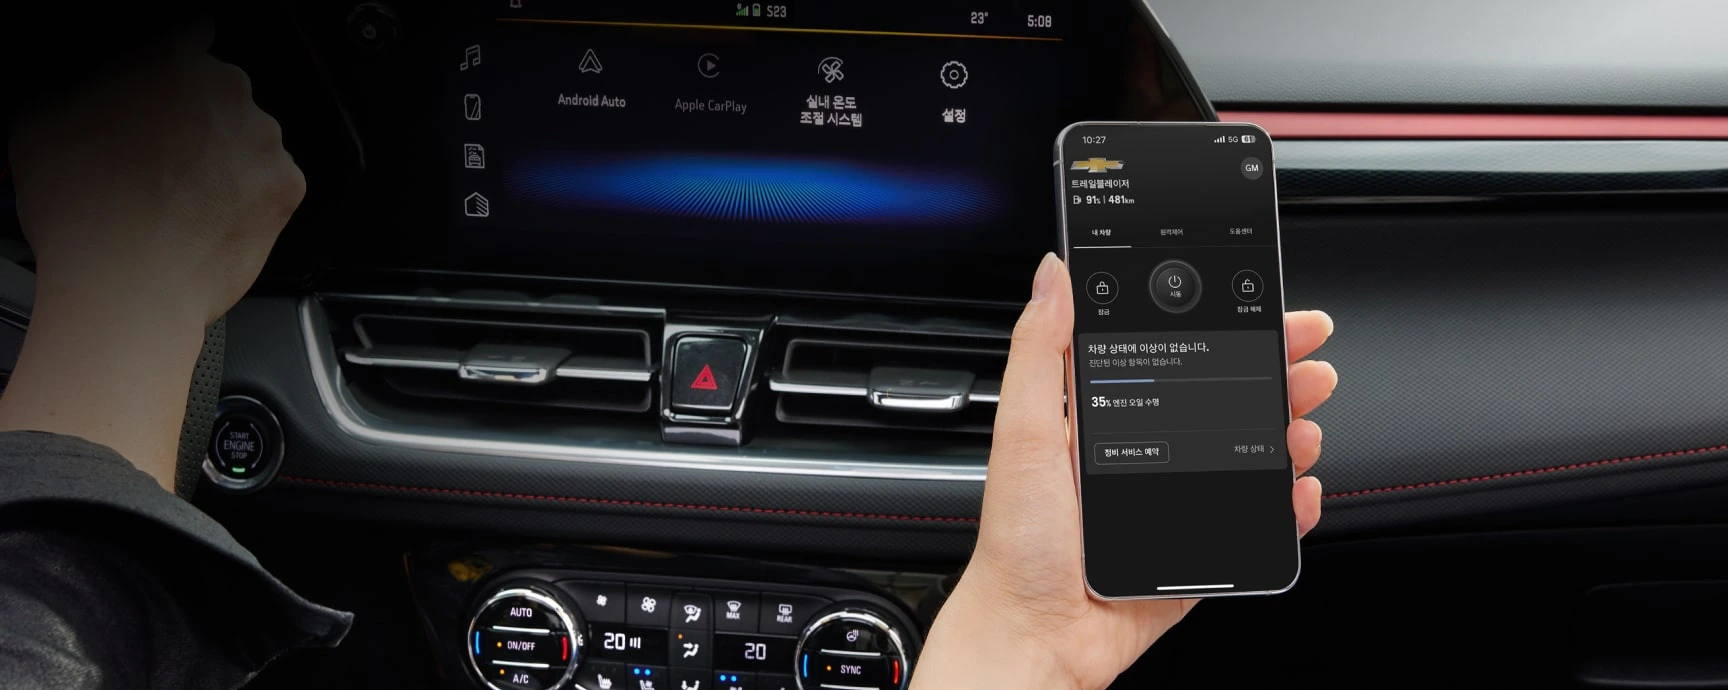 S23
23°
5:08
Android Auto
Apple CarPlay
실내 온도
조절 시스템
설정
10:27
5G
61
GM
트레일블레이저
91% | 481km
내 차량
원격제어
도움센터
시동
잠금
잠금 해제
차량 상태에 이상이 없습니다.
진단된 이상 항목이 없습니다.
35% 엔진 오일 수명
정비 서비스 예약
차량 상태
START
ENGINE
STOP
AUTO
ON/OFF
A/C
20
MAX
REAR
20
SYNC